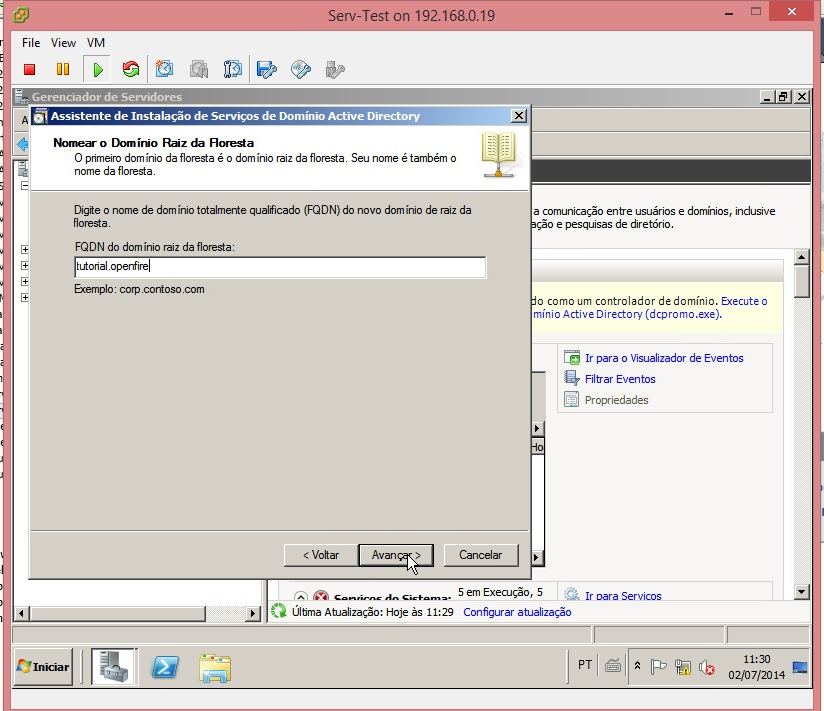 Serv-Test on 192.168.0.19
File View VM
Gerenciador de Servidores
Assistente de Instalação de Serviços de Domínio Active Directory
Nomear o Domínio Raiz da Floresta
O primeiro domínio da floresta é o domínio raiz da floresta. Seu nome é também o
nome da floresta.
Digite o nome de domínio totalmente qualificado (FQDN) do novo domínio de raiz da
floresta.
FQDN do domínio raiz da floresta:
tutorial.openfire
Exemplo: corp.contoso.com
< Voltar
Avançar >
Cancelar
a comunicação entre usuários e domínios, inclusive
ação e pesquisas de diretório.
do como um controlador de domínio. Execute o
mínio Active Directory (dcpromo.exe).
Ir para o Visualizador de Eventos
Filtrar Eventos
Propriedades
Ho
Serviços do Sistema: 5 em Execução, 5
Ir para Serviços
Última Atualização: Hoje às 11:29 Configurar atualização
Iniciar
PT
11:30
02/07/2014